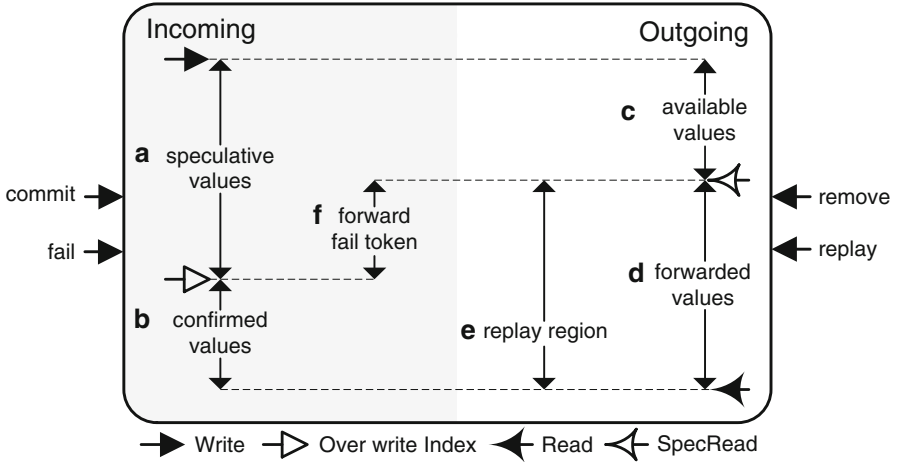 Incoming
Outgoing
c available
values
a speculative
values
commit
remove
f forward
fail token
fail
replay
d forwarded
values
b confirmed
values
e replay region
Write
Over write Index
Read
SpecRead